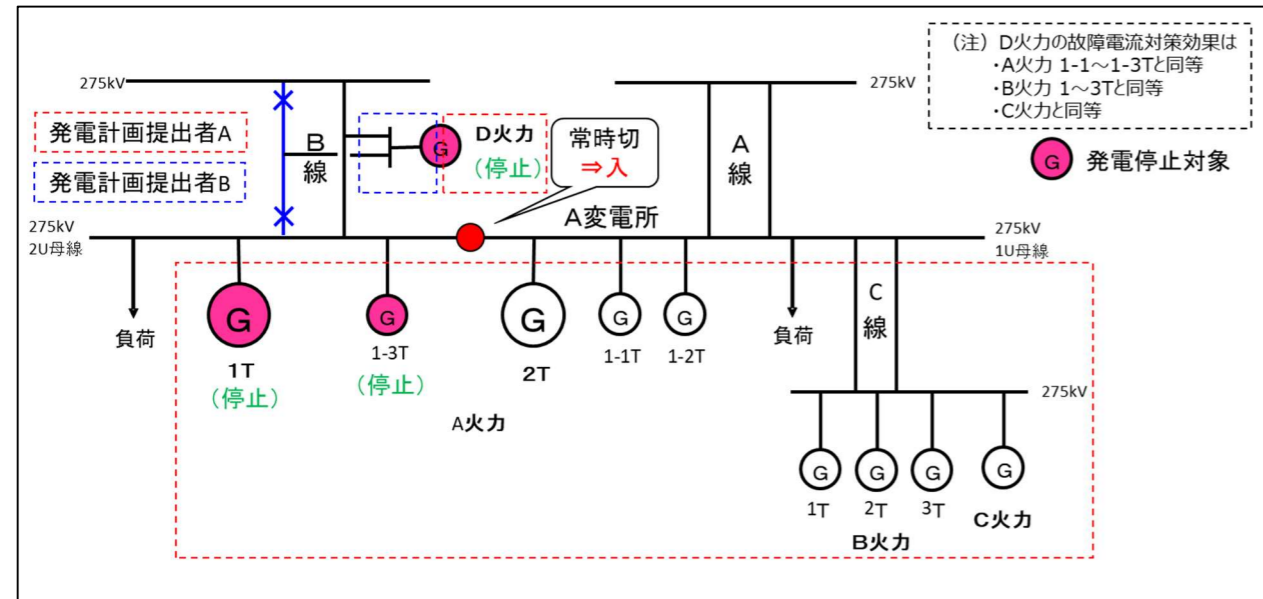 （注）D火力の故障電流対策効果は
・A火力 1-1～1-3Tと同等
・B火力 1～3Tと同等
・C火力と同等
G 発電停止対象
275kV
275kV
発電計画提出者A
発電計画提出者B
B線
G
D火力
（停止）
常時切
⇒入
A線
A変電所
275kV
2U母線
275kV
1U母線
負荷
G
1T
（停止）
G
1-3T
（停止）
G
2T
G
1-1T
G
1-2T
負荷
C線
A火力
275kV
G
1T
G
2T
G
3T
G
B火力
C火力